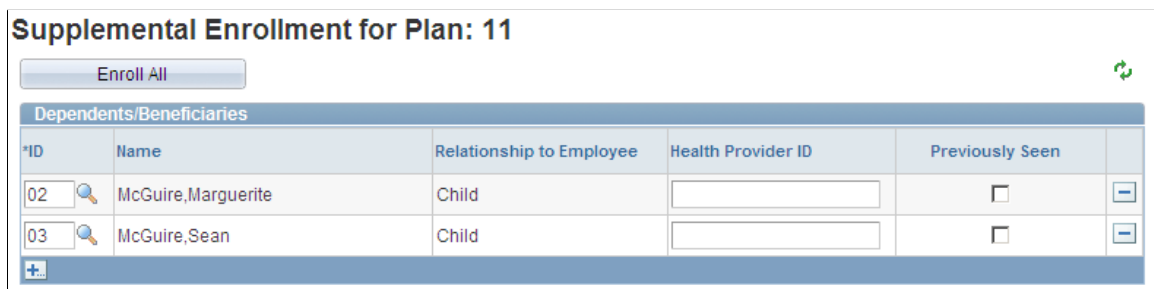 Supplemental Enrollment for Plan: 11
Enroll All
Dependents/Beneficiaries
*ID Name Relationship to Employee Health Provider ID Previously Seen
02 McGuire,Marguerite Child
03 McGuire,Sean Child